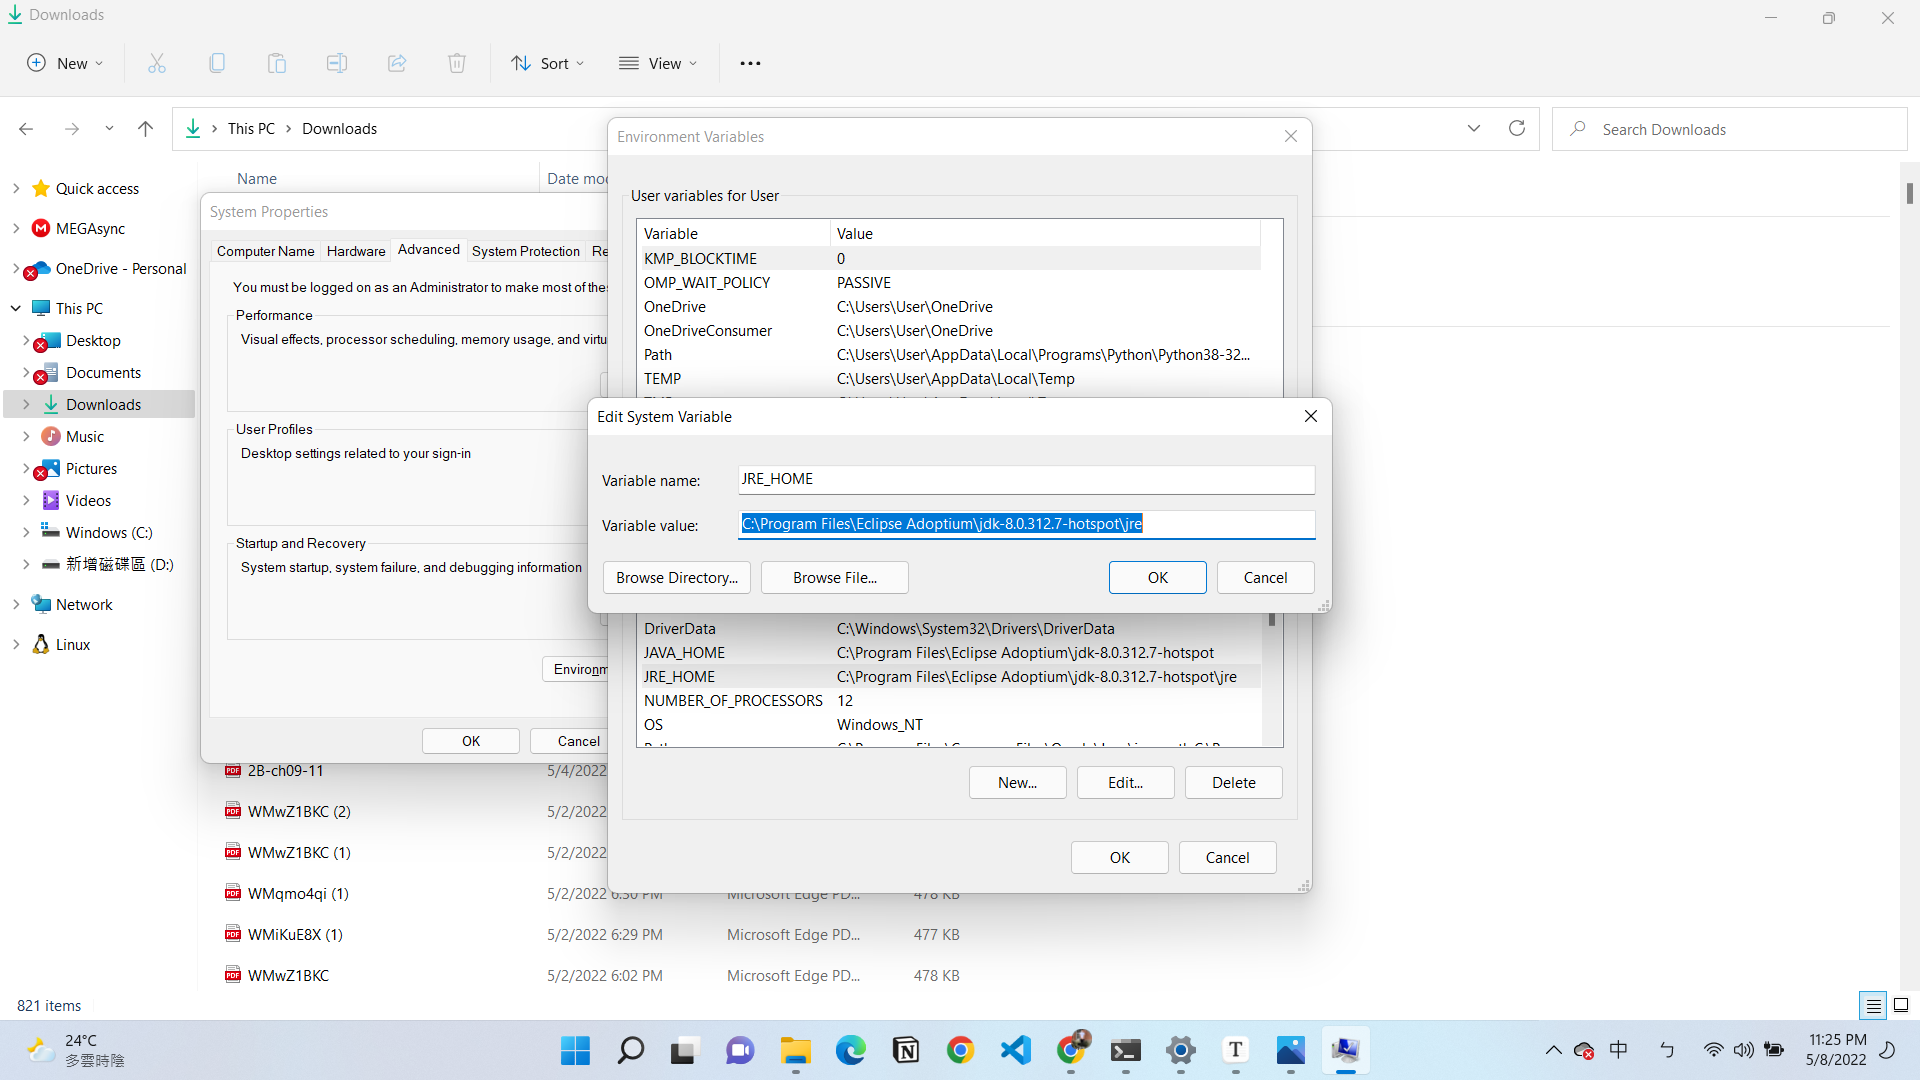 Downloads
New
Sort
View
This PC
Downloads
Search Downloads
Quick access
MEGAsync
OneDrive - Personal
This PC
Desktop
Documents
Downloads
Music
Pictures
Videos
Windows (C:)
新增磁碟區 (D:)
Network
Linux
Name
Date mo
System Properties
Computer Name
Hardware
Advanced
System Protection
Re
You must be logged on as an Administrator to make most of the
Performance
Visual effects, processor scheduling, memory usage, and virtu
User Profiles
Desktop settings related to your sign-in
Startup and Recovery
System startup, system failure, and debugging information
Environm
OK
Cancel
Environment Variables
User variables for User
Variable Value
KMP_BLOCKTIME 0
OMP_WAIT_POLICY PASSIVE
OneDrive C:\Users\User\OneDrive
OneDriveConsumer C:\Users\User\OneDrive
Path C:\Users\User\AppData\Local\Programs\Python\Python38-32...
TEMP C:\Users\User\AppData\Local\Temp
Edit System Variable
Variable name: JRE_HOME
Variable value: C:\Program Files\Eclipse Adoptium\jdk-8.0.312.7-hotspot\jre
Browse Directory...
Browse File...
OK
Cancel
DriverData C:\Windows\System32\Drivers\DriverData
JAVA_HOME C:\Program Files\Eclipse Adoptium\jdk-8.0.312.7-hotspot
JRE_HOME C:\Program Files\Eclipse Adoptium\jdk-8.0.312.7-hotspot\jre
NUMBER_OF_PROCESSORS 12
OS Windows_NT
New...
Edit...
Delete
OK
Cancel
2B-ch09-11 5/4/2022
WMwZ1BKC (2) 5/2/2022
WMwZ1BKC (1) 5/2/2022
WMqmo4qi (1) 5/2/2022 6:30 PM Microsoft Edge PD... 478 KB
WMiKuE8X (1) 5/2/2022 6:29 PM Microsoft Edge PD... 477 KB
WMwZ1BKC 5/2/2022 6:02 PM Microsoft Edge PD... 478 KB
821 items
24°C
多雲時陰
中
ㄅ
11:25 PM
5/8/2022